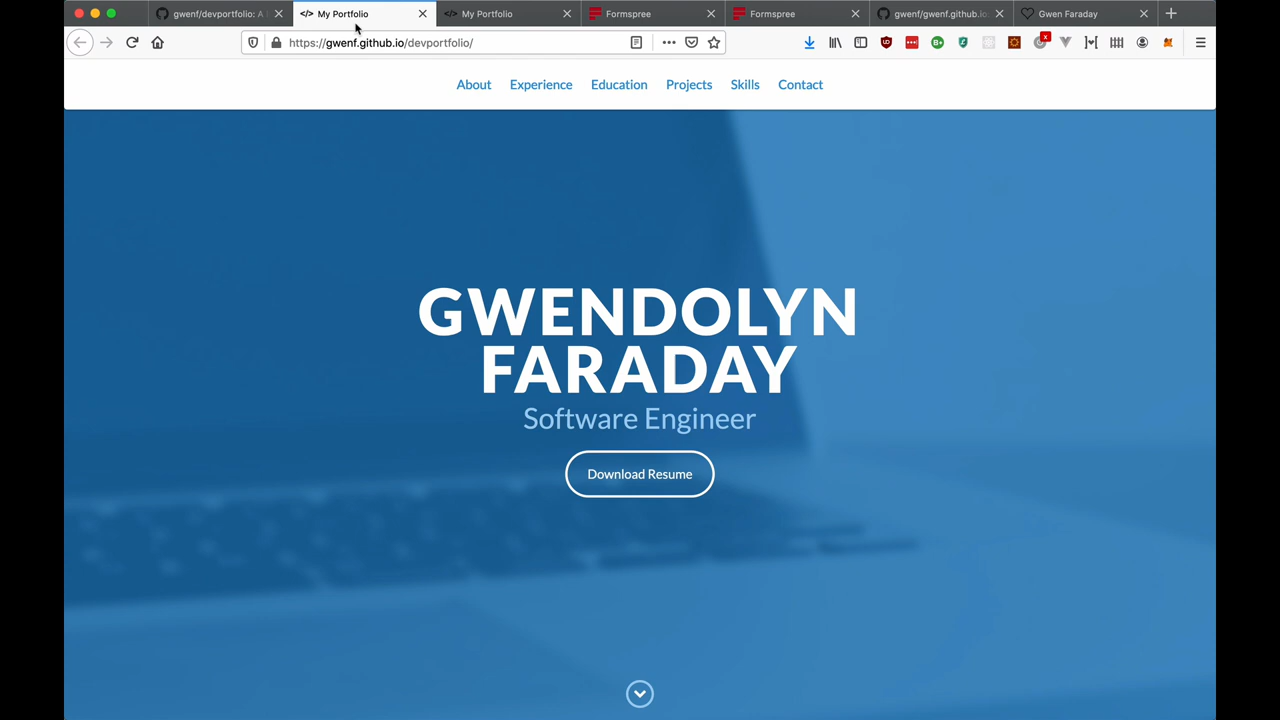 gwenf/devportfolio: A l
My Portfolio
My Portfolio
Formspree
Formspree
gwenf/gwenf.github.io:
Gwen Faraday
https://gwenf.github.io/devportfolio/
About
Experience
Education
Projects
Skills
Contact
GWENDOLYN
FARADAY
Software Engineer
Download Resume